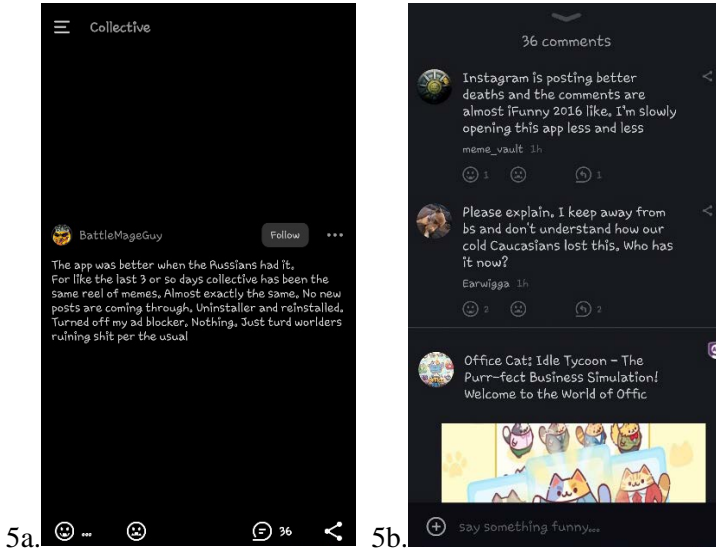 Collective
BattleMageGuy
Follow
The app was better when the Russians had it.
For like the last 3 or so days collective has been the
same reel of memes. Almost exactly the same. No new
posts are coming through. Uninstaller and reinstalled.
Turned off my ad blocker. Nothing. Just turd worlders
ruining shit per the usual
36
5a.
36 comments
Instagram is posting better
deaths and the comments are
almost iFunny 2016 like. I'm slowly
opening this app less and less
meme_vault 1h
1
1
Please explain. I keep away from
bs and don't understand how our
cold Caucasians lost this. Who has
it now?
Earwigga 1h
2
2
Office Cat: Idle Tycoon - The
Purr-fect Business Simulation!
Welcome to the World of Offic
say something funny...
5b.